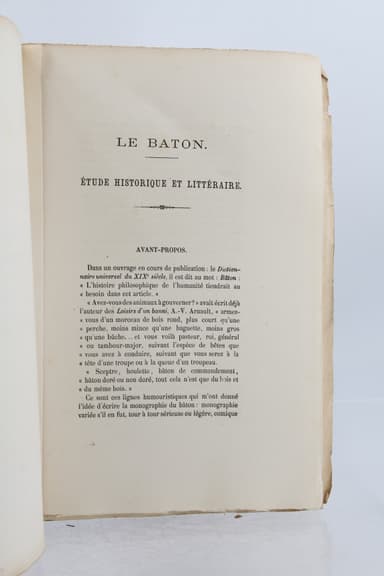 LE BATON.
ÉTUDE HISTORIQUE ET LITTÉRAIRE.
AVANT-PROPOS.
Dans un ouvrage en cours de publication : le Diction-
naire universel du XIXe siècle, il est dit au mot : Bâton :
« L'histoire philosophique de l'humanité tiendrait au
« besoin dans cet article. »
« Avez-vous des animaux à gouverner? » avait écrit déjà
l'auteur des Loisirs d'un banni, A.-V. Arnault, « armez-
« vous d'un morceau de bois rond, plus court qu'une
« perche, moins mince qu'une baguette, moins gros
« qu'une bûche... et vous voilà pasteur, roi, général
« ou tambour-major, suivant l'espèce de bêtes que
« vous avez à conduire, suivant que vous serez à la
« tête d'une troupe ou à la queue d'un troupeau.
« Sceptre, houlette, bâton de commandement,
« bâton doré ou non doré, tout cela n'est que du bois et
« du même bois. »
Ce sont ces lignes humouristiques qui m'ont donné
l'idée d'écrire la monographie du bâton : monographie
variée s'il en fut, tour à tour sérieuse ou légère, comique